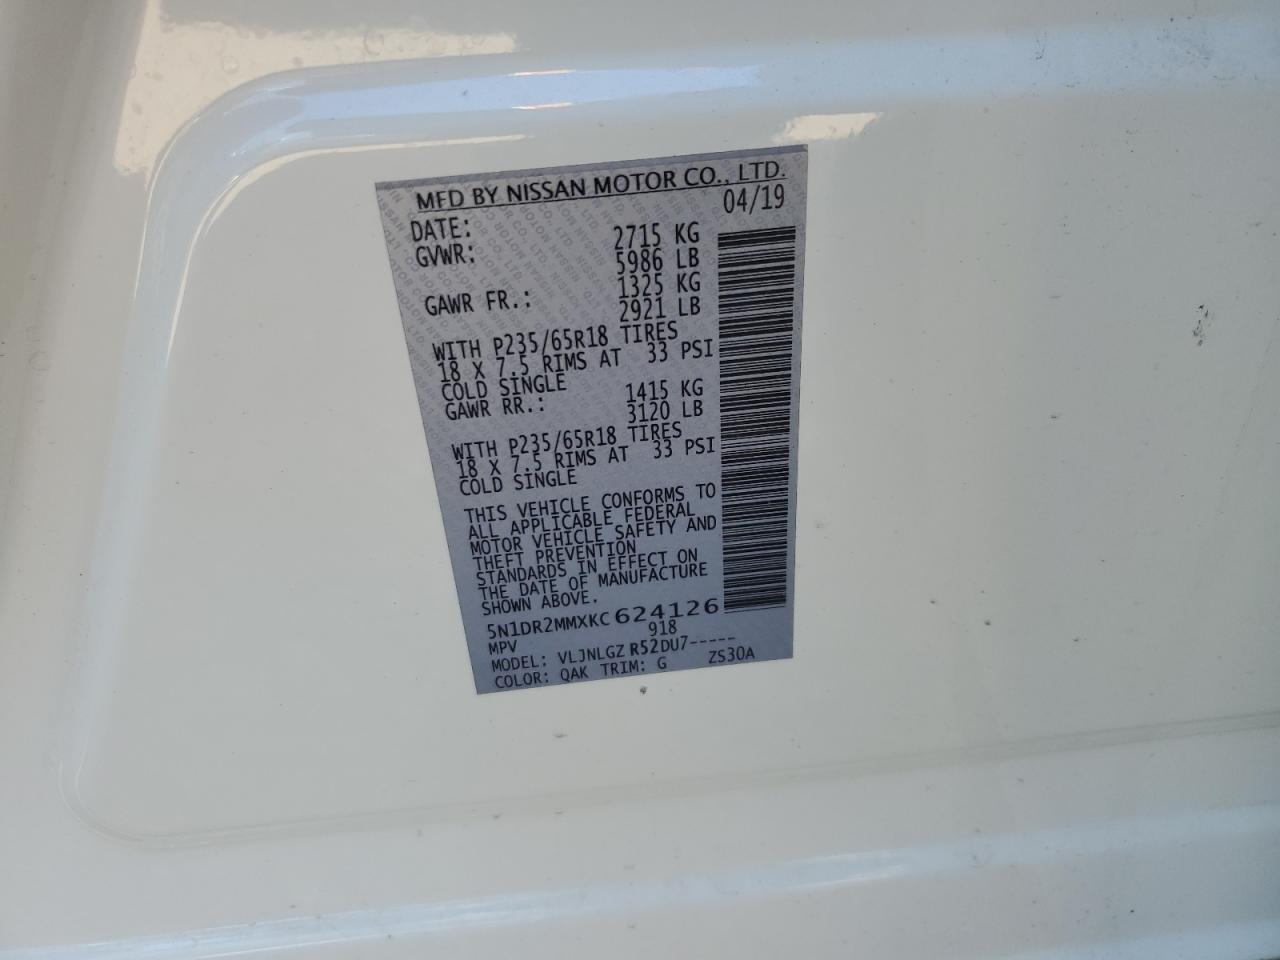 MFD BY NISSAN MOTOR CO., LTD.
DATE: 04/19
GVWR: 2715 KG
5986 LB
GAWR FR.: 1325 KG
2921 LB
WITH P235/65R18 TIRES
18 X 7.5 RIMS AT 33 PSI
COLD SINGLE
GAWR RR.: 1415 KG
3120 LB
WITH P235/65R18 TIRES
18 X 7.5 RIMS AT 33 PSI
COLD SINGLE
THIS VEHICLE CONFORMS TO
ALL APPLICABLE FEDERAL
MOTOR VEHICLE SAFETY AND
THEFT PREVENTION
STANDARDS IN EFFECT ON
THE DATE OF MANUFACTURE
SHOWN ABOVE.
5N1DR2MMXKC624126
MPV 918
MODEL: VLJNLGZ R52DU7-----
COLOR: QAK TRIM: G ZS30A